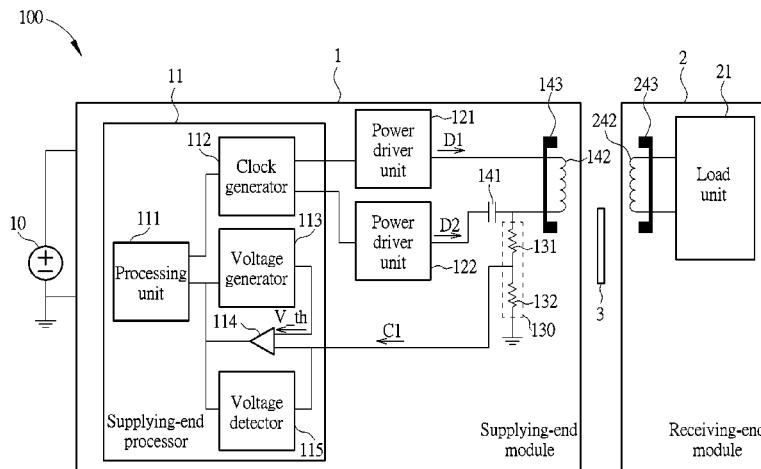 100
1
2
11
21
143
243
121
112
Power
driver
unit
D1
242
142
Clock
generator
Load
unit
141
10
111
113
Power
driver
unit
D2
122
131
Processing
unit
Voltage
generator
132
3
114
V_th
C1
130
Voltage
detector
Supplying-end
processor
115
Supplying-end
module
Receiving-end
module